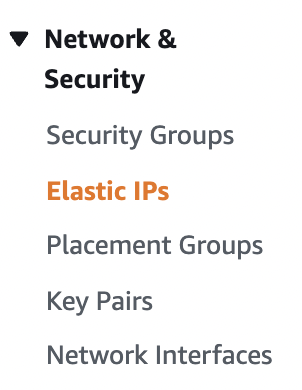 Network &
Security
Security Groups
Elastic IPs
Placement Groups
Key Pairs
Network Interfaces